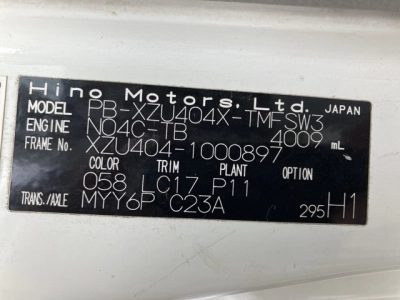 Hino Motors, Ltd. JAPAN
MODEL PB-XZU404X-TMFSW3
ENGINE N04C-TB 4009 mL
FRAME No. XZU404-1000897
COLOR TRIM PLANT OPTION
058 LC17 P11
TRANS./AXLE MYY6P C23A 295 H1